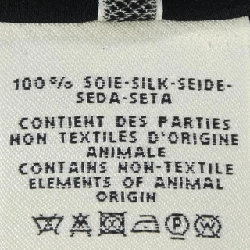 100% SOIE-SILK-SEIDE-
SEDA-SETA
CONTIENT DES PARTIES
NON TEXTILES D'ORIGINE
ANIMALE
CONTAINS NON-TEXTILE
ELEMENTS OF ANIMAL
ORIGIN
P W